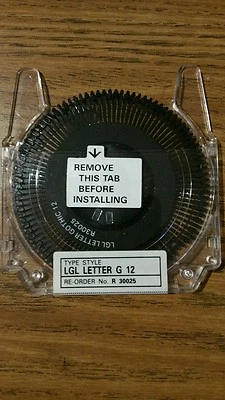 REMOVE
THIS TAB
BEFORE
INSTALLING
LGL LETTER GOTHIC 12
R30025
TYPE STYLE
LGL LETTER G 12
RE-ORDER No. R 30025